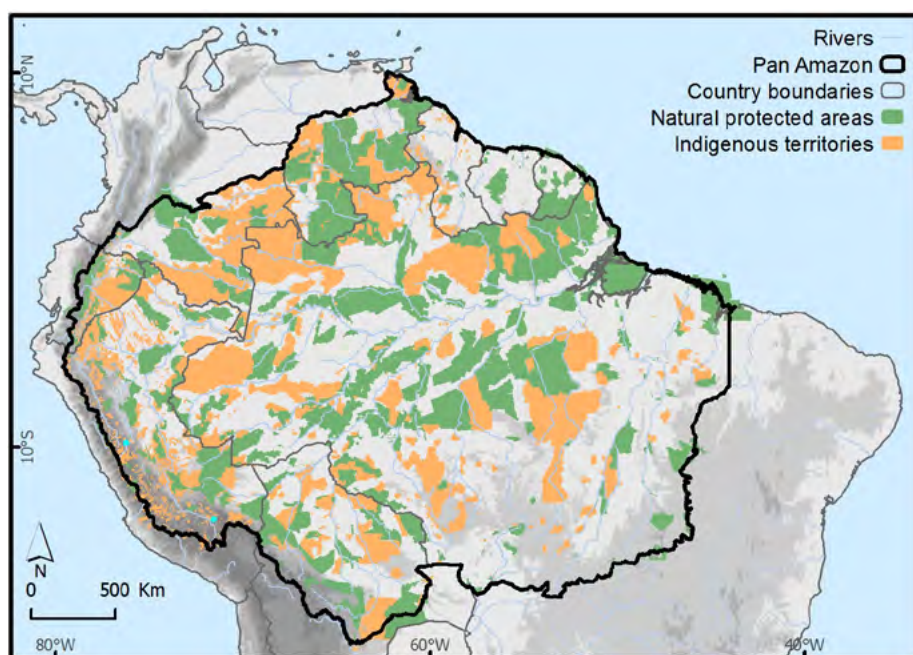 Rivers
Pan Amazon
Country boundaries
Natural protected areas
Indigenous territories
10°N
10°S
N
0 500 Km
80°W 60°W 40°W